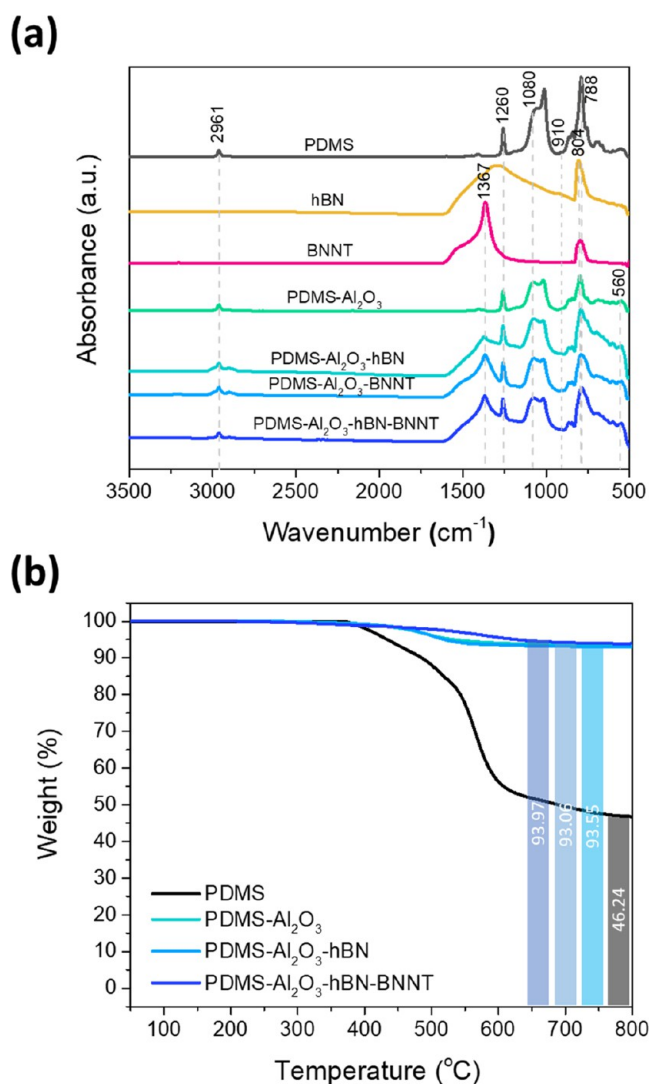 (a)
2961
1260
1080
910
804
788
1367
560
PDMS
hBN
BNNT
PDMS-Al₂O₃
PDMS-Al₂O₃-hBN
PDMS-Al₂O₃-BNNT
PDMS-Al₂O₃-hBN-BNNT
Absorbance (a.u.)
3500 3000 2500 2000 1500 1000 500
Wavenumber (cm⁻¹)
(b)
100
90
80
70
60
50
40
30
20
10
0
Weight (%)
93.97
93.06
93.55
46.24
PDMS
PDMS-Al₂O₃
PDMS-Al₂O₃-hBN
PDMS-Al₂O₃-hBN-BNNT
100 200 300 400 500 600 700 800
Temperature (°C)